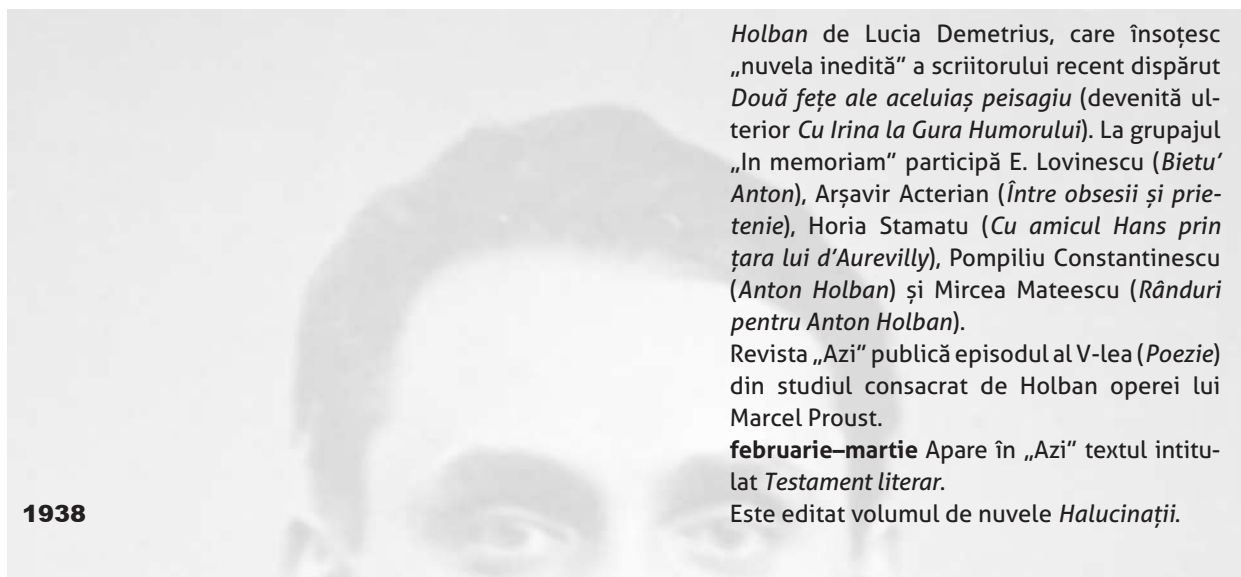 Holban de Lucia Demetrius, care însoțesc
„nuvela inedită” a scriitorului recent dispărut
Două fețe ale aceluiaș peisagiu (devenită ul-
terior Cu Irina la Gura Humorului). La grupajul
„In memoriam” participă E. Lovinescu (Bietu’
Anton), Arșavir Acterian (Între obsesii și prie-
tenie), Horia Stamatu (Cu amicul Hans prin
țara lui d’Aurevilly), Pompiliu Constantinescu
(Anton Holban) și Mircea Mateescu (Rânduri
pentru Anton Holban).
Revista „Azi” publică episodul al V-lea (Poezie)
din studiul consacrat de Holban operei lui
Marcel Proust.
februarie–martie Apare în „Azi” textul intitu-
lat Testament literar.
1938
Este editat volumul de nuvele Halucinații.